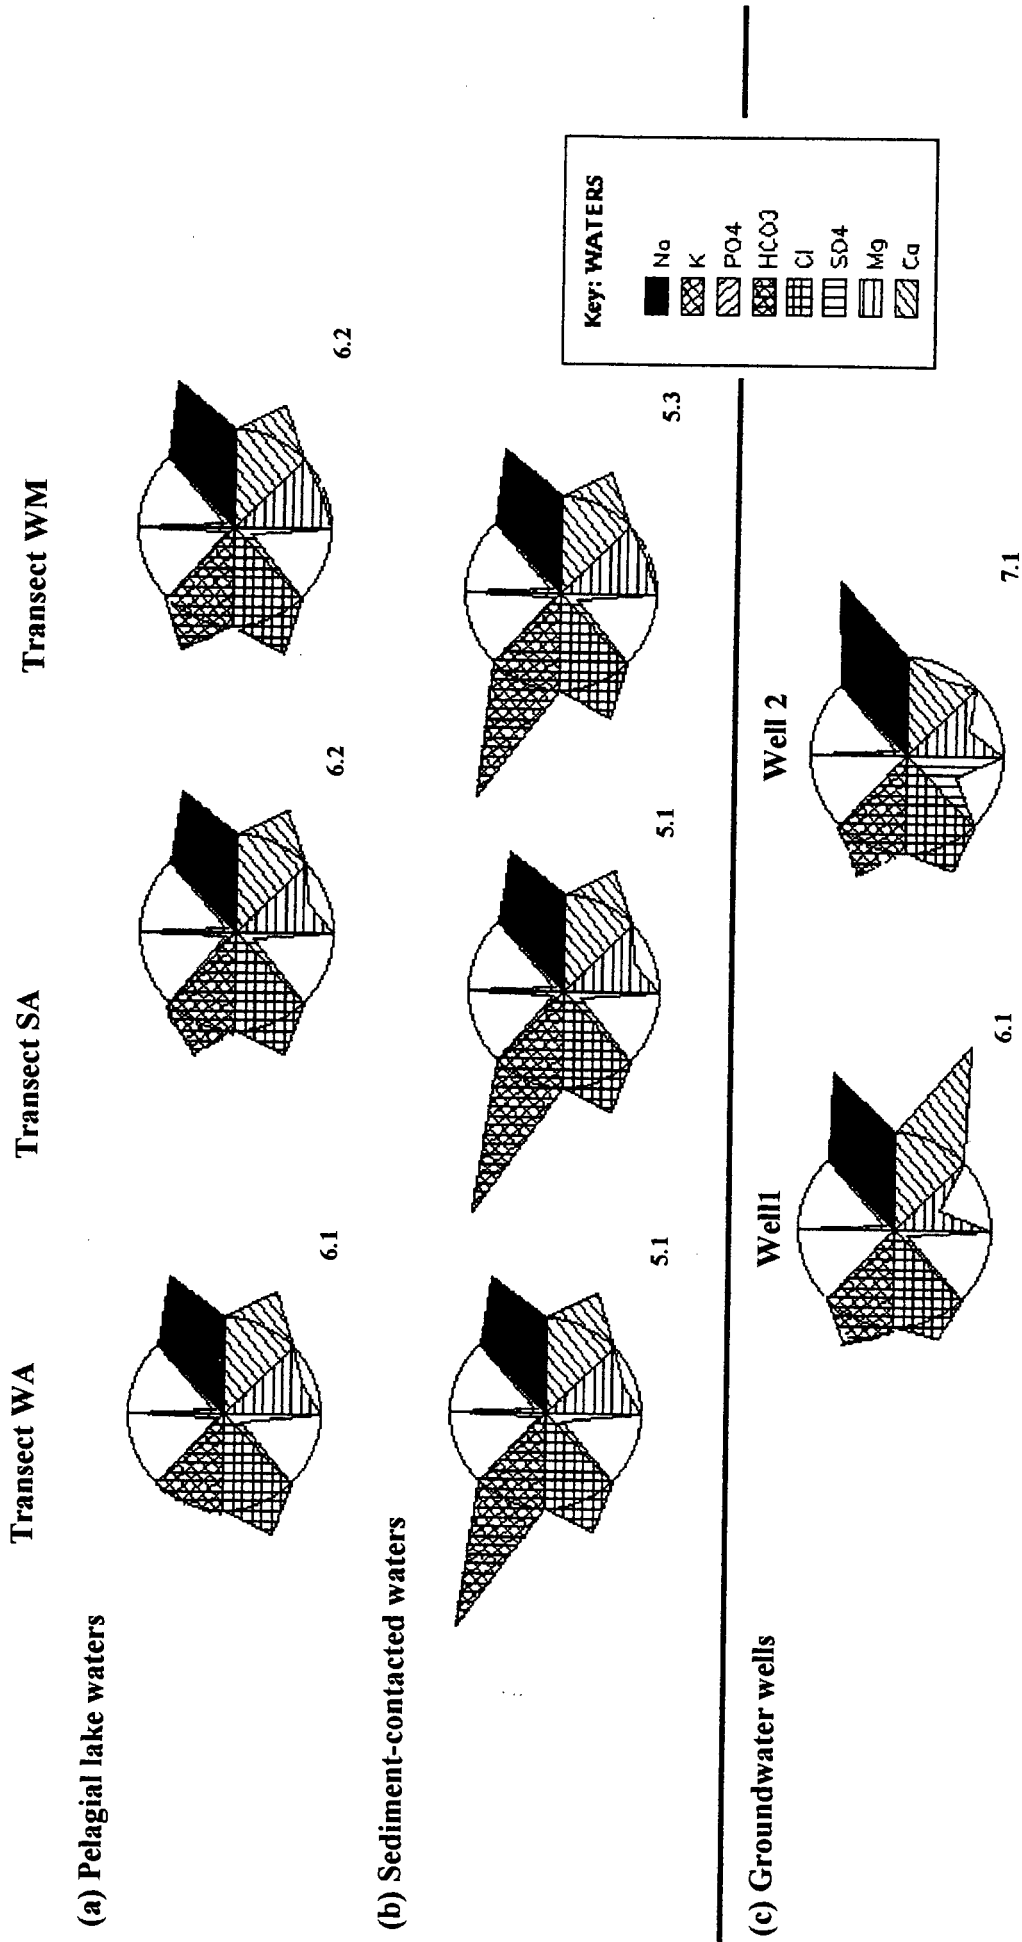 Transect WA
Transect SA
Transect WM
(a) Pelagial lake waters
6.1
6.2
6.2
(b) Sediment-contacted waters
5.1
5.1
5.3
Key: WATERS
Na
K
PO4
HCO3
Cl
SO4
Mg
Ca
(c) Groundwater wells
Well1
Well 2
6.1
7.1